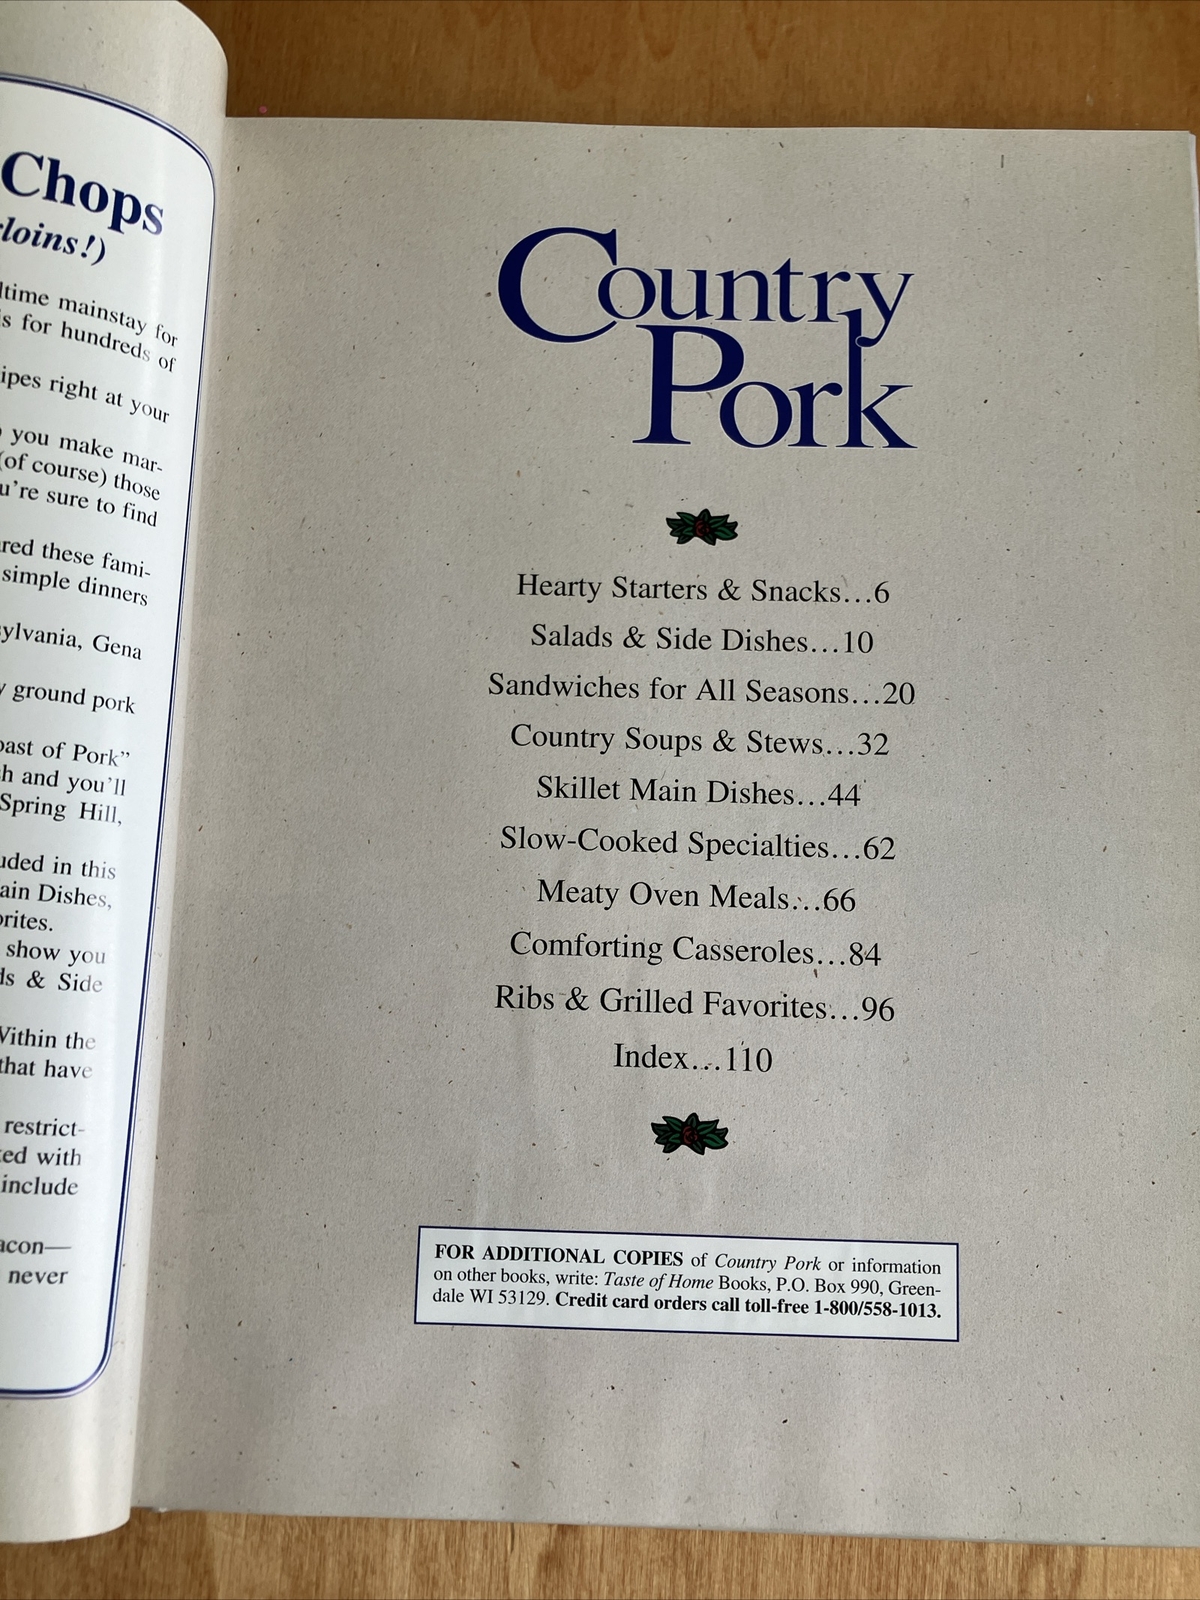 Chops
loins!)
time mainstay for
s for hundreds of
ipes right at your
you make mar-
(of course) those
u're sure to find
red these fami-
simple dinners
sylvania, Gena
y ground pork
oast of Pork”
h and you'll
Spring Hill,
uded in this
ain Dishes,
orites.
show you
ds & Side
Within the
that have
restrict-
ted with
include
acon—
never
Country
Pork
Hearty Starters & Snacks...6
Salads & Side Dishes...10
Sandwiches for All Seasons...20
Country Soups & Stews...32
Skillet Main Dishes...44
Slow-Cooked Specialties...62
Meaty Oven Meals...66
Comforting Casseroles...84
Ribs & Grilled Favorites...96
Index...110
FOR ADDITIONAL COPIES of Country Pork or information
on other books, write: Taste of Home Books, P.O. Box 990, Green-
dale WI 53129. Credit card orders call toll-free 1-800/558-1013.